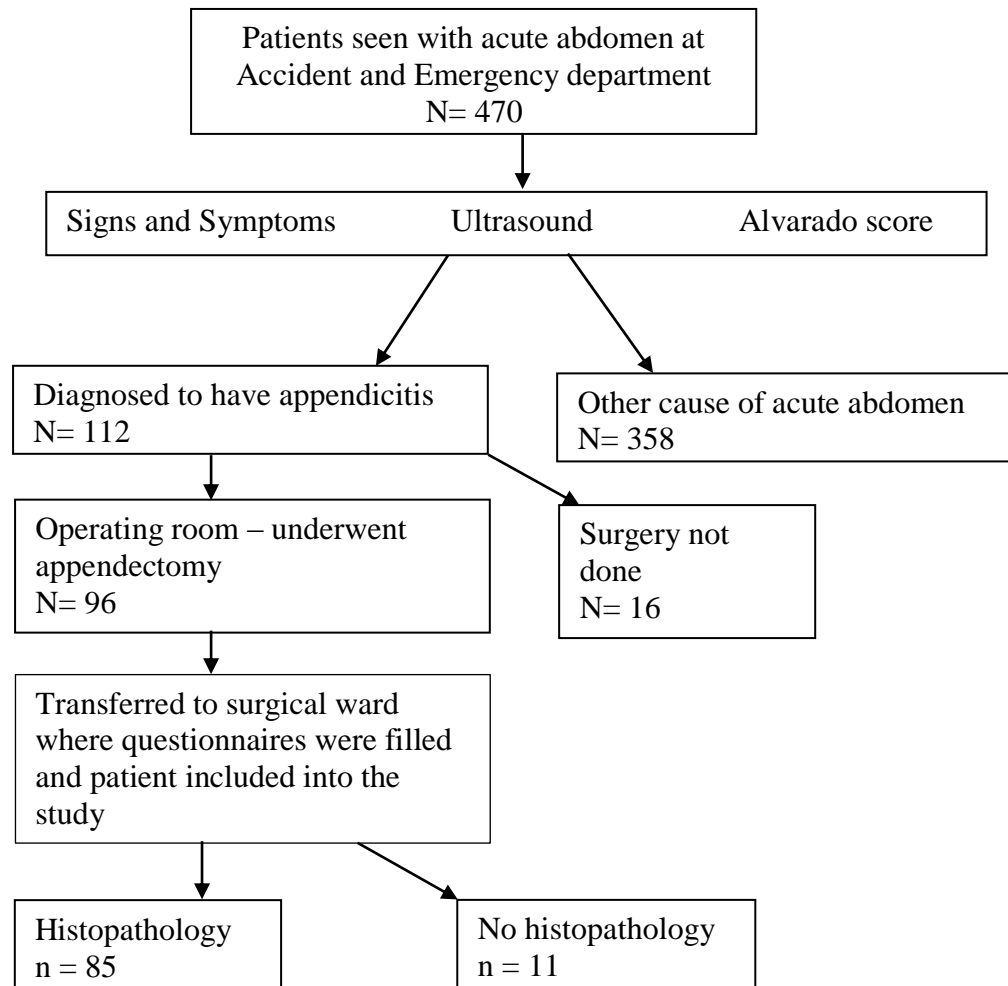 Patients seen with acute abdomen at
Accident and Emergency department
N= 470
Signs and Symptoms Ultrasound Alvarado score
Diagnosed to have appendicitis
N= 112
Other cause of acute abdomen
N= 358
Operating room – underwent
appendectomy
N= 96
Surgery not
done
N= 16
Transferred to surgical ward
where questionnaires were filled
and patient included into the
study
Histopathology
n = 85
No histopathology
n = 11